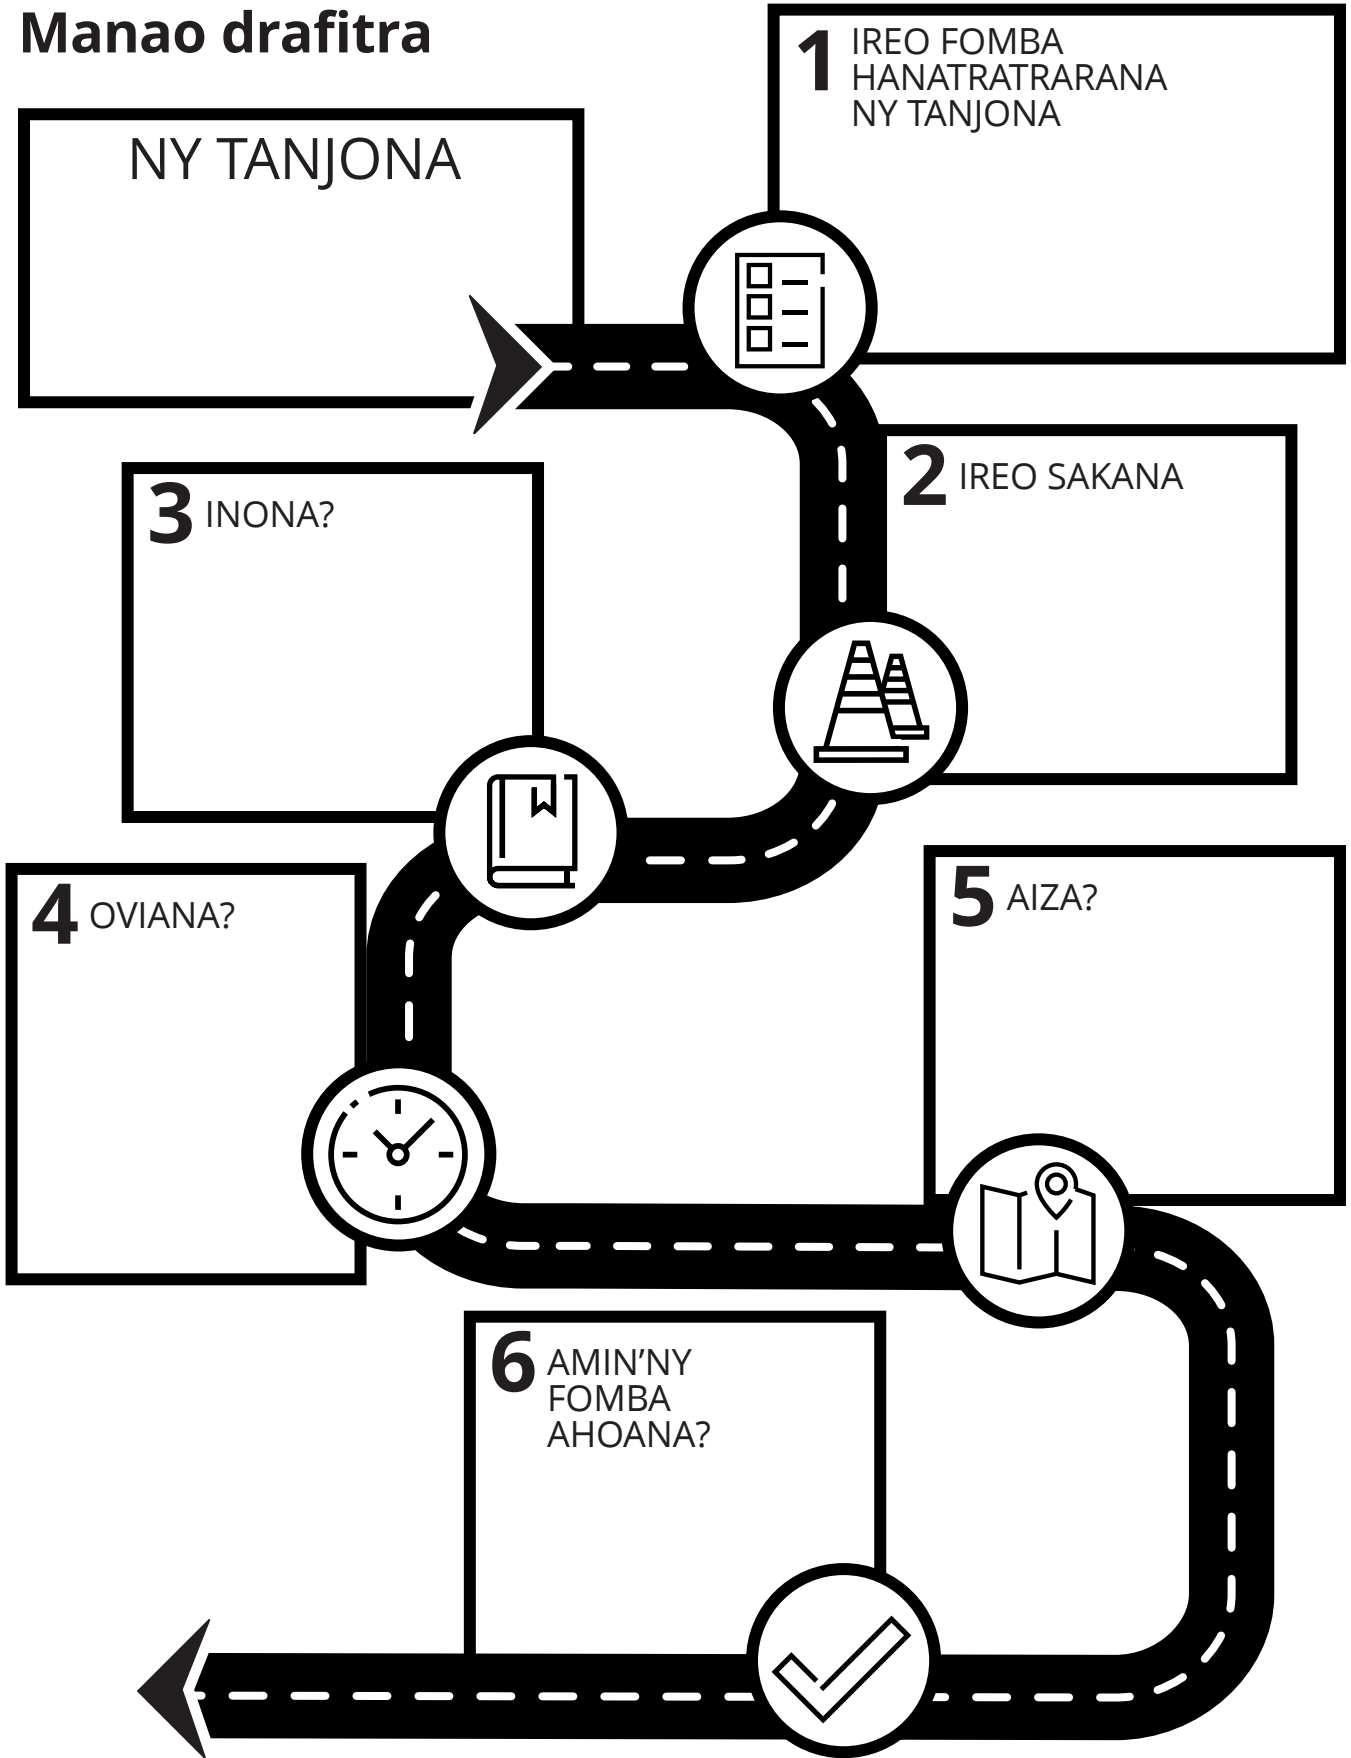 Manao drafitra
NY TANJONA
1 IREO FOMBA
HANATRATRARANA
NY TANJONA
2 IREO SAKANA
3 INONA?
4 OVIANA?
5 AIZA?
6 AMIN’NY
FOMBA
AHOANA?